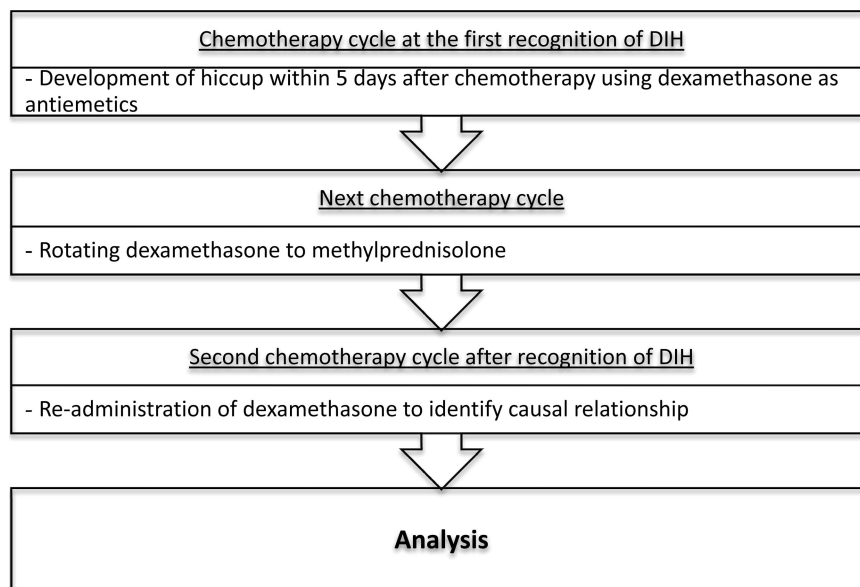 Chemotherapy cycle at the first recognition of DIH
- Development of hiccup within 5 days after chemotherapy using dexamethasone as
antiemetics
Next chemotherapy cycle
- Rotating dexamethasone to methylprednisolone
Second chemotherapy cycle after recognition of DIH
- Re-administration of dexamethasone to identify causal relationship
Analysis